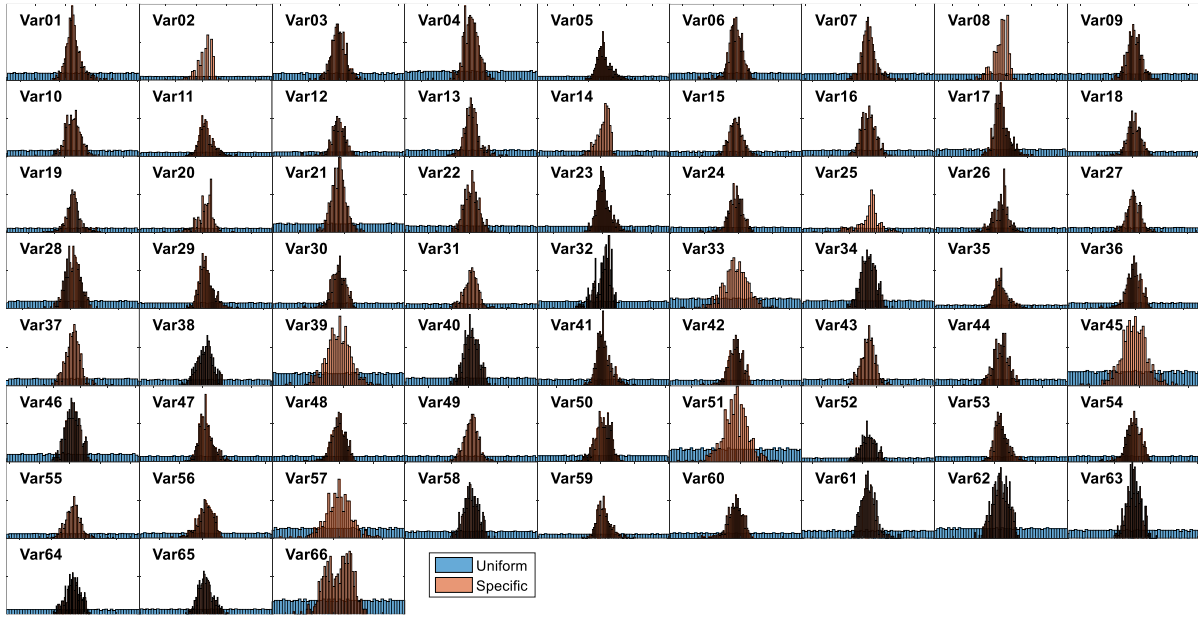 Var01 Var02 Var03 Var04 Var05 Var06 Var07 Var08 Var09
Var10 Var11 Var12 Var13 Var14 Var15 Var16 Var17 Var18
Var19 Var20 Var21 Var22 Var23 Var24 Var25 Var26 Var27
Var28 Var29 Var30 Var31 Var32 Var33 Var34 Var35 Var36
Var37 Var38 Var39 Var40 Var41 Var42 Var43 Var44 Var45
Var46 Var47 Var48 Var49 Var50 Var51 Var52 Var53 Var54
Var55 Var56 Var57 Var58 Var59 Var60 Var61 Var62 Var63
Var64 Var65 Var66
Uniform
Specific